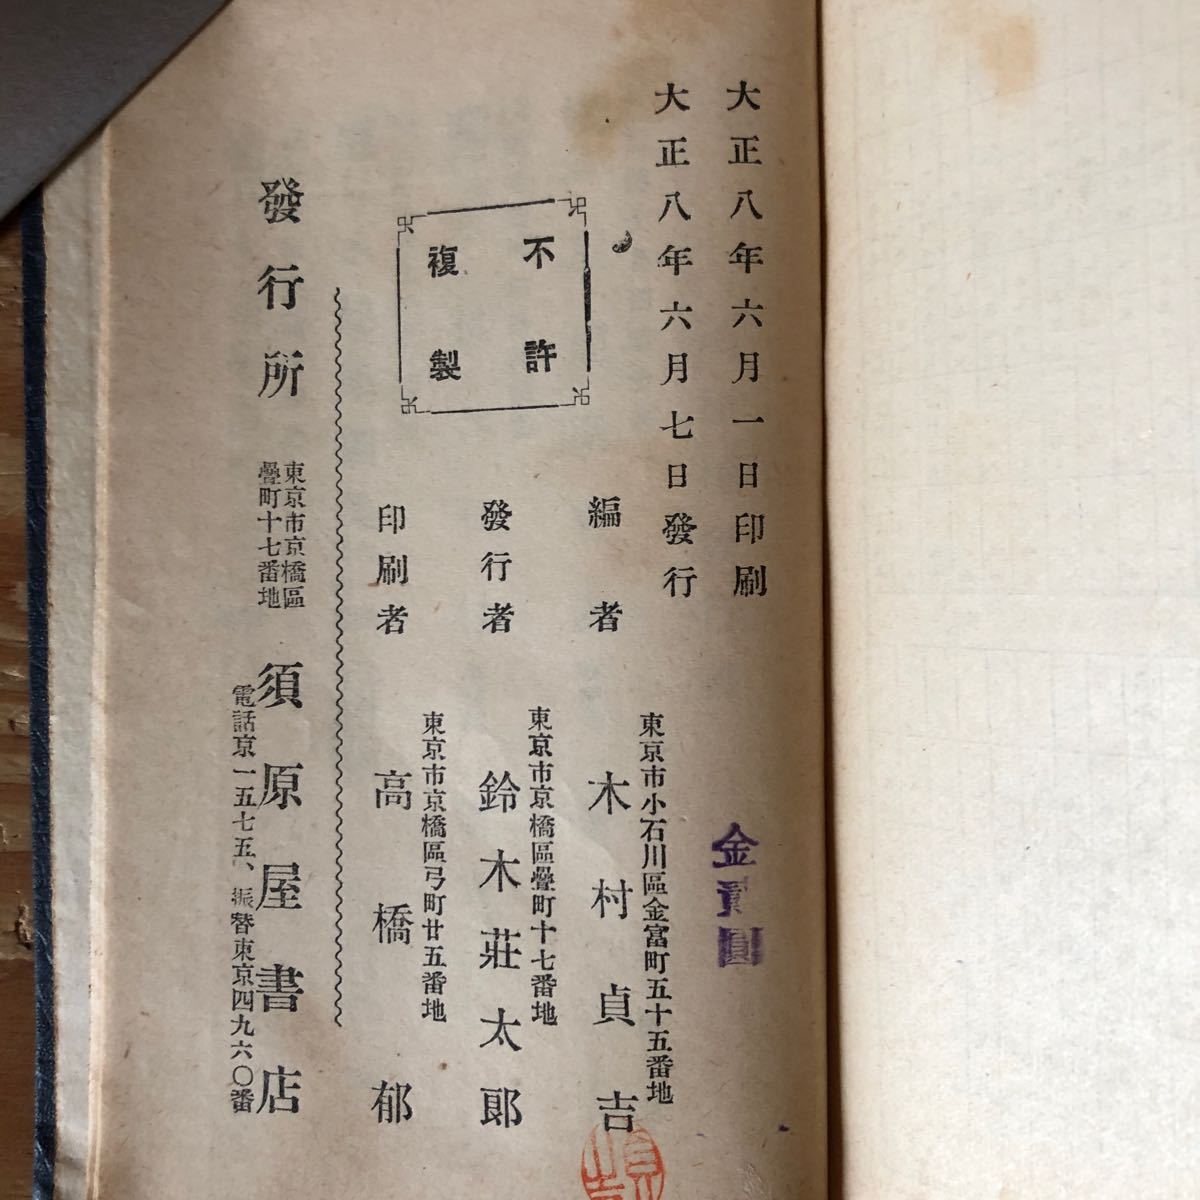 大正八年六月一日印刷
大正八年六月七日發行
金貳圓
不許
複製
編者
東京市小石川區金富町五十五番地
木村貞吉
發行者
東京市京橋區疊町十七番地
鈴木莊太郎
印刷者
東京市京橋區弓町廿五番地
高橋郁
發行所
東京市京橋區
疊町十七番地
須原屋書店
電話京一五七五、振替東京四九六〇番